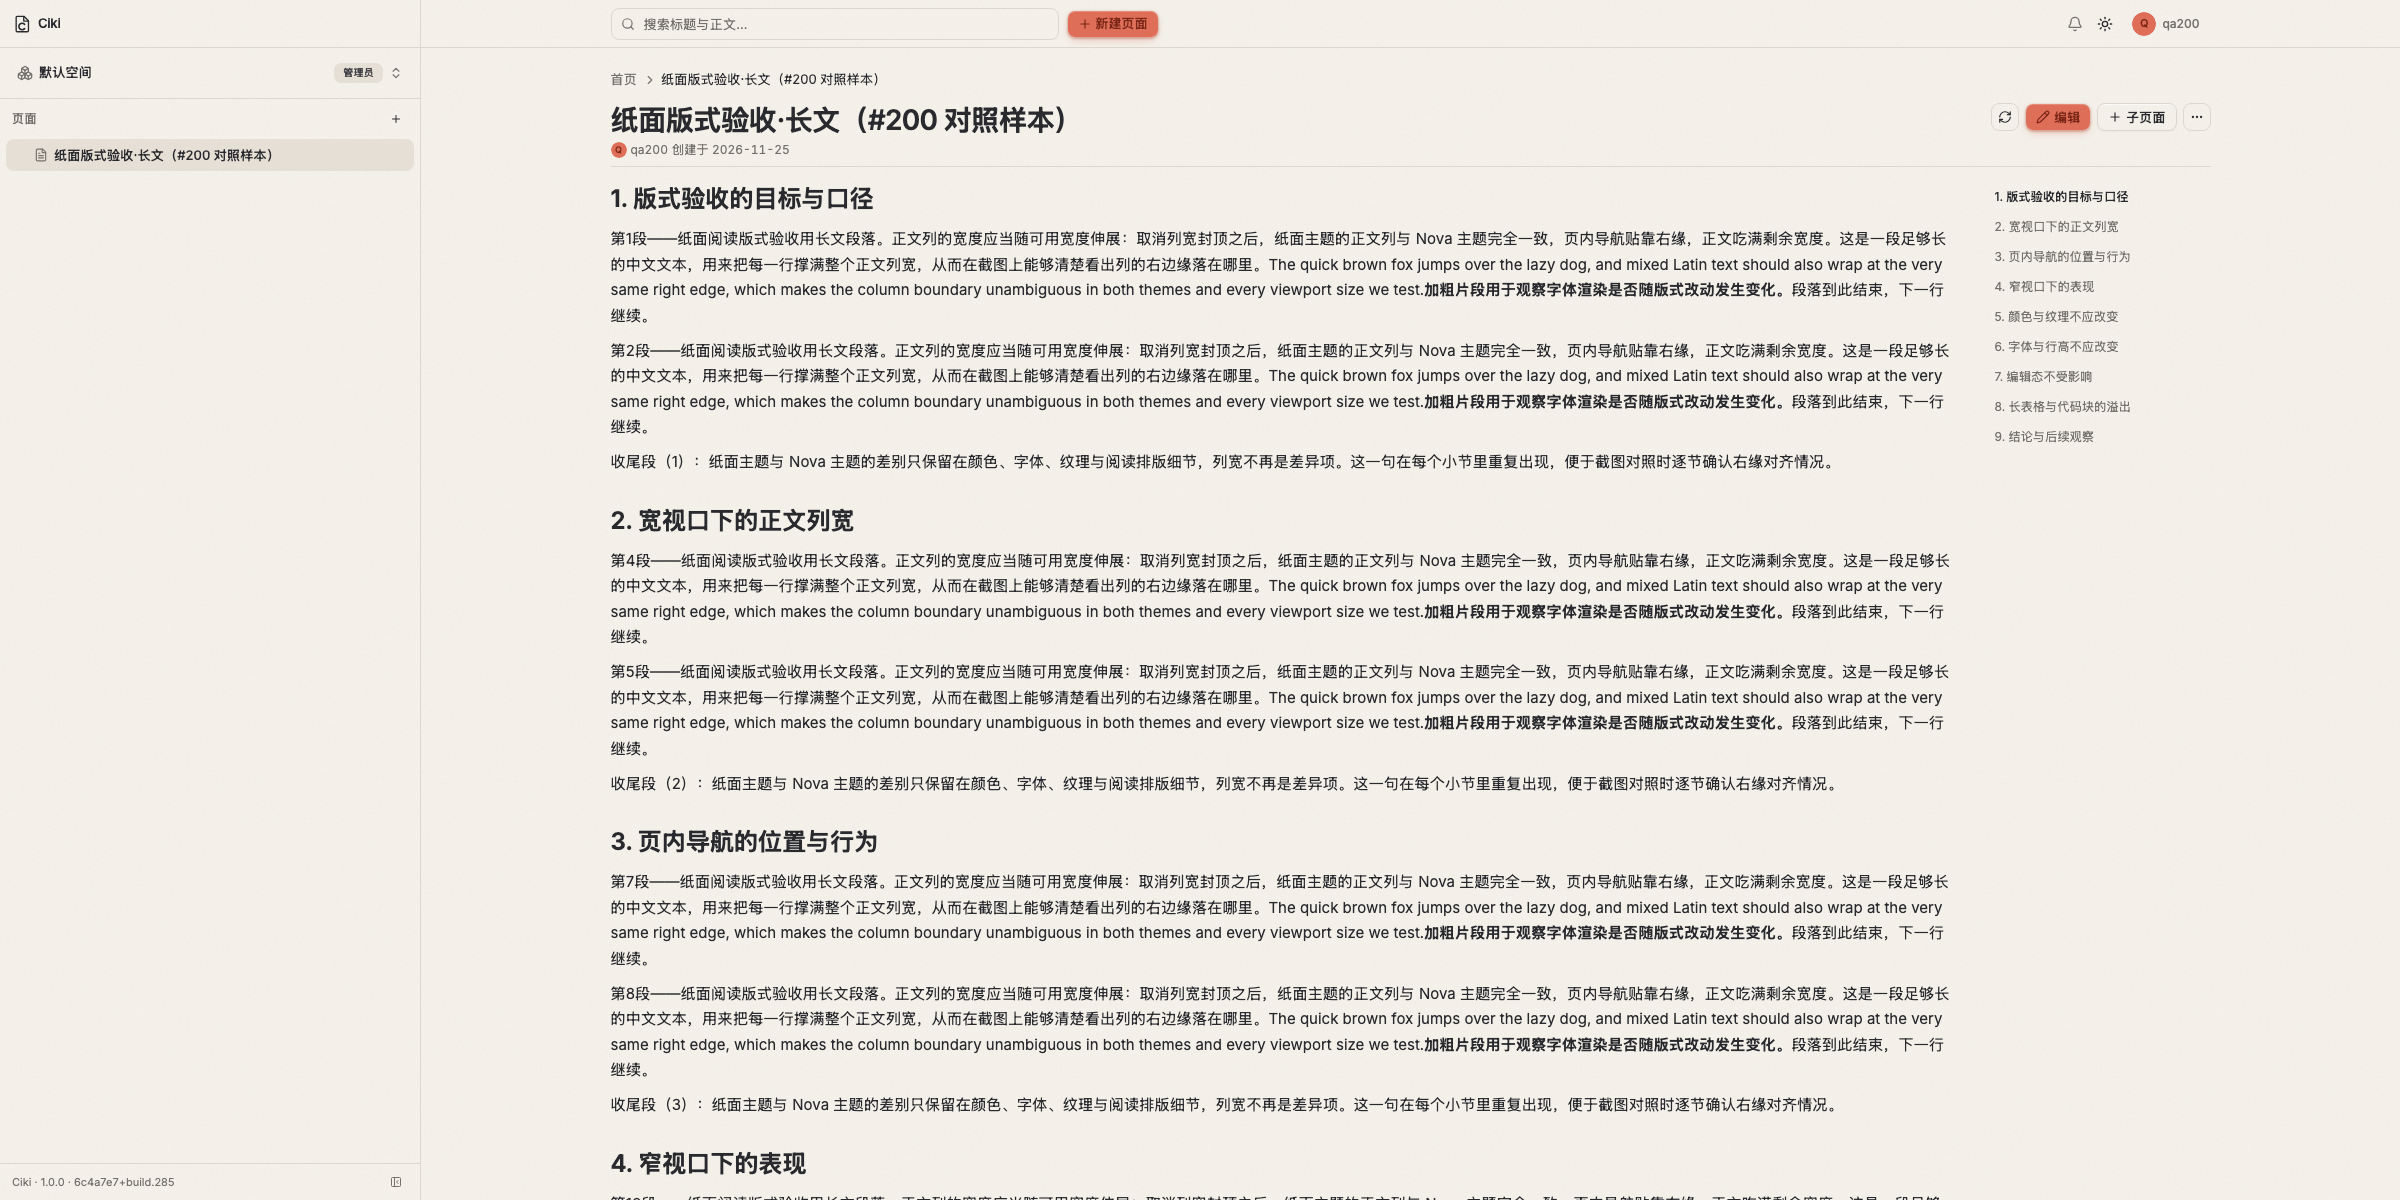 Ciki
搜索标题与正文...
新建页面
qa200
默认空间
管理员
页面
纸面版式验收·长文（#200 对照样本）
首页 > 纸面版式验收·长文（#200 对照样本）
纸面版式验收·长文（#200 对照样本）
编辑
子页面
Q qa200 创建于 2026-11-25
1. 版式验收的目标与口径
第1段——纸面阅读版式验收用长文段落。正文列的宽度应当随可用宽度伸展：取消列宽封顶之后，纸面主题的正文列与 Nova 主题完全一致，页内导航贴靠右缘，正文吃满剩余宽度。这是一段足够长
的中文文本，用来把每一行撑满整个正文列宽，从而在截图上能够清楚看出列的右边缘落在哪里。The quick brown fox jumps over the lazy dog, and mixed Latin text should also wrap at the very
same right edge, which makes the column boundary unambiguous in both themes and every viewport size we test.加粗片段用于观察字体渲染是否随版式改动发生变化。段落到此结束，下一行
继续。
第2段——纸面阅读版式验收用长文段落。正文列的宽度应当随可用宽度伸展：取消列宽封顶之后，纸面主题的正文列与 Nova 主题完全一致，页内导航贴靠右缘，正文吃满剩余宽度。这是一段足够长
的中文文本，用来把每一行撑满整个正文列宽，从而在截图上能够清楚看出列的右边缘落在哪里。The quick brown fox jumps over the lazy dog, and mixed Latin text should also wrap at the very
same right edge, which makes the column boundary unambiguous in both themes and every viewport size we test.加粗片段用于观察字体渲染是否随版式改动发生变化。段落到此结束，下一行
继续。
收尾段（1）：纸面主题与 Nova 主题的差别只保留在颜色、字体、纹理与阅读排版细节，列宽不再是差异项。这一句在每个小节里重复出现，便于截图对照时逐节确认右缘对齐情况。
2. 宽视口下的正文列宽
第4段——纸面阅读版式验收用长文段落。正文列的宽度应当随可用宽度伸展：取消列宽封顶之后，纸面主题的正文列与 Nova 主题完全一致，页内导航贴靠右缘，正文吃满剩余宽度。这是一段足够长
的中文文本，用来把每一行撑满整个正文列宽，从而在截图上能够清楚看出列的右边缘落在哪里。The quick brown fox jumps over the lazy dog, and mixed Latin text should also wrap at the very
same right edge, which makes the column boundary unambiguous in both themes and every viewport size we test.加粗片段用于观察字体渲染是否随版式改动发生变化。段落到此结束，下一行
继续。
第5段——纸面阅读版式验收用长文段落。正文列的宽度应当随可用宽度伸展：取消列宽封顶之后，纸面主题的正文列与 Nova 主题完全一致，页内导航贴靠右缘，正文吃满剩余宽度。这是一段足够长
的中文文本，用来把每一行撑满整个正文列宽，从而在截图上能够清楚看出列的右边缘落在哪里。The quick brown fox jumps over the lazy dog, and mixed Latin text should also wrap at the very
same right edge, which makes the column boundary unambiguous in both themes and every viewport size we test.加粗片段用于观察字体渲染是否随版式改动发生变化。段落到此结束，下一行
继续。
收尾段（2）：纸面主题与 Nova 主题的差别只保留在颜色、字体、纹理与阅读排版细节，列宽不再是差异项。这一句在每个小节里重复出现，便于截图对照时逐节确认右缘对齐情况。
3. 页内导航的位置与行为
第7段——纸面阅读版式验收用长文段落。正文列的宽度应当随可用宽度伸展：取消列宽封顶之后，纸面主题的正文列与 Nova 主题完全一致，页内导航贴靠右缘，正文吃满剩余宽度。这是一段足够长
的中文文本，用来把每一行撑满整个正文列宽，从而在截图上能够清楚看出列的右边缘落在哪里。The quick brown fox jumps over the lazy dog, and mixed Latin text should also wrap at the very
same right edge, which makes the column boundary unambiguous in both themes and every viewport size we test.加粗片段用于观察字体渲染是否随版式改动发生变化。段落到此结束，下一行
继续。
第8段——纸面阅读版式验收用长文段落。正文列的宽度应当随可用宽度伸展：取消列宽封顶之后，纸面主题的正文列与 Nova 主题完全一致，页内导航贴靠右缘，正文吃满剩余宽度。这是一段足够长
的中文文本，用来把每一行撑满整个正文列宽，从而在截图上能够清楚看出列的右边缘落在哪里。The quick brown fox jumps over the lazy dog, and mixed Latin text should also wrap at the very
same right edge, which makes the column boundary unambiguous in both themes and every viewport size we test.加粗片段用于观察字体渲染是否随版式改动发生变化。段落到此结束，下一行
继续。
收尾段（3）：纸面主题与 Nova 主题的差别只保留在颜色、字体、纹理与阅读排版细节，列宽不再是差异项。这一句在每个小节里重复出现，便于截图对照时逐节确认右缘对齐情况。
4. 窄视口下的表现
1. 版式验收的目标与口径
2. 宽视口下的正文列宽
3. 页内导航的位置与行为
4. 窄视口下的表现
5. 颜色与纹理不应改变
6. 字体与行高不应改变
7. 编辑态不受影响
8. 长表格与代码块的溢出
9. 结论与后续观察
Ciki · 1.0.0 · 6c4a7e7+build.285